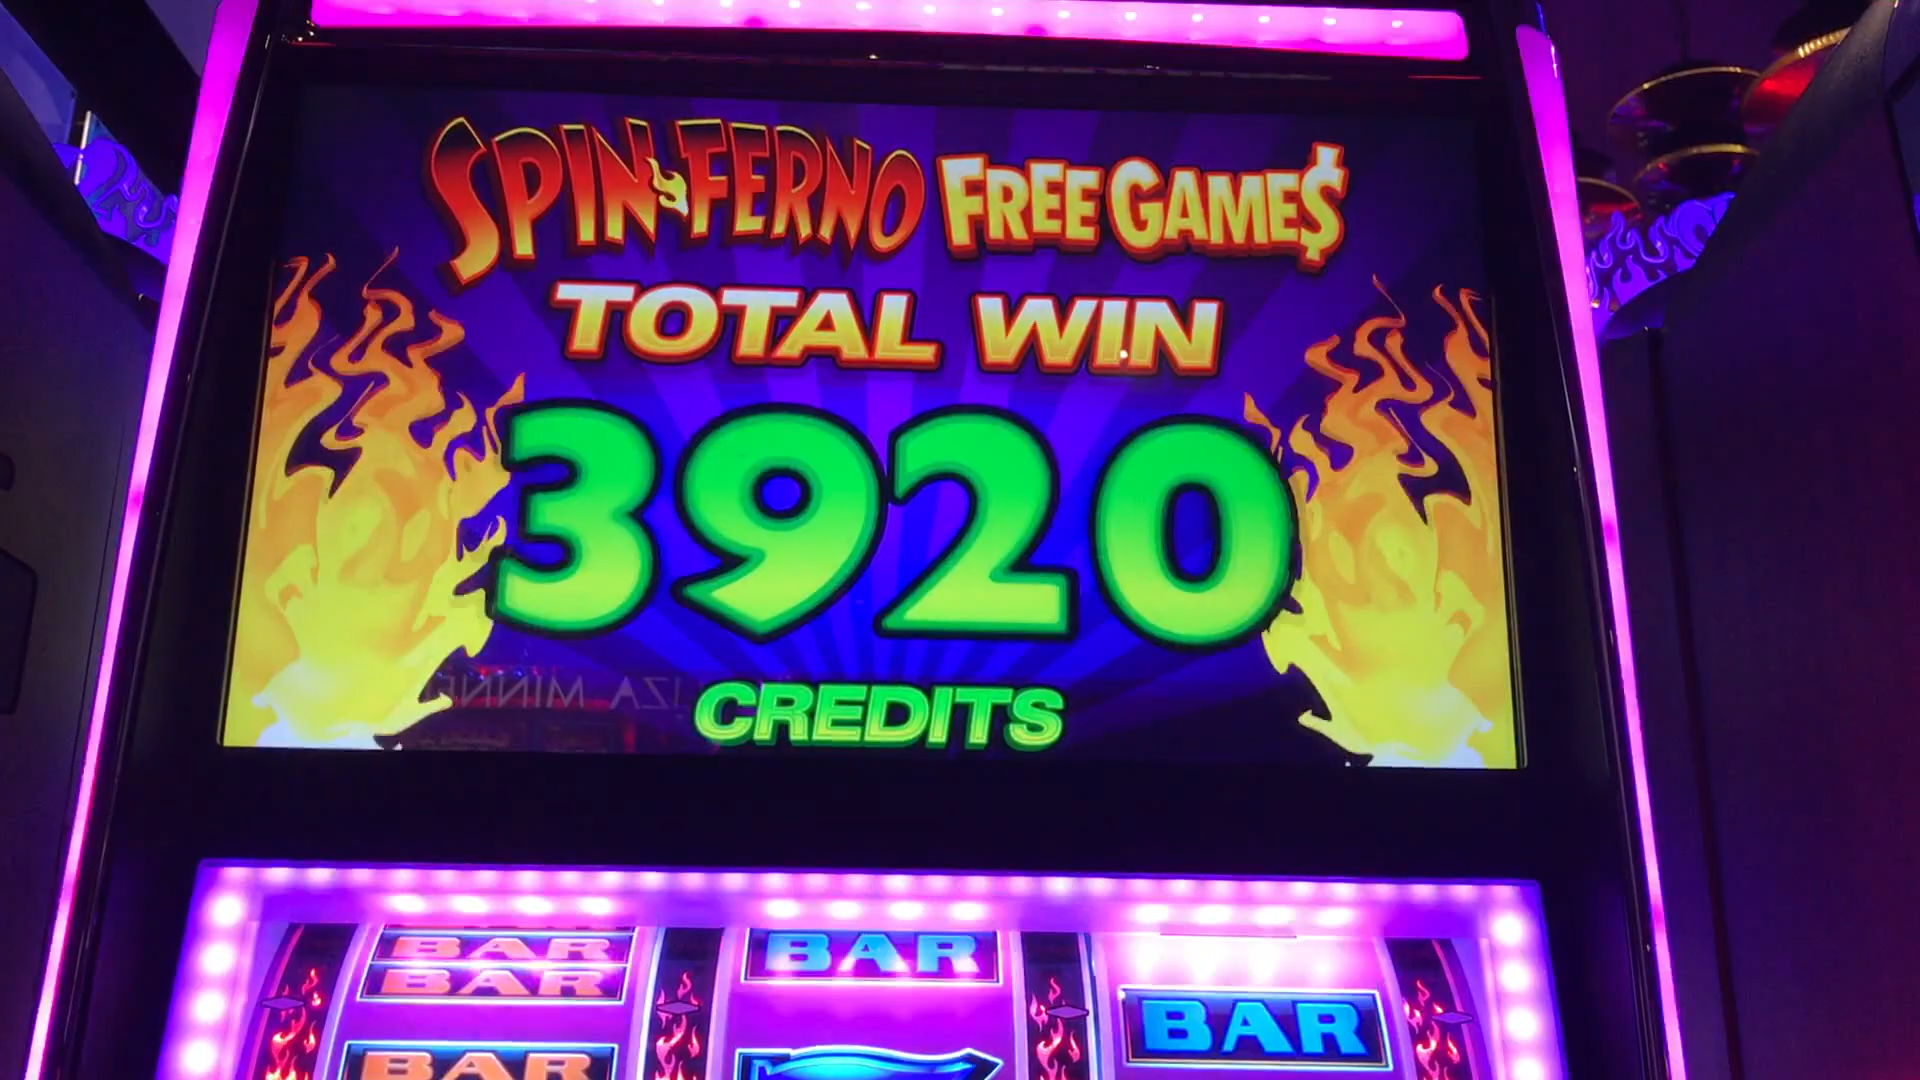 SPIN FERNO FREE GAME$
TOTAL WIN
3920
CREDITS
BAR
BAR
BAR
BAR
BAR